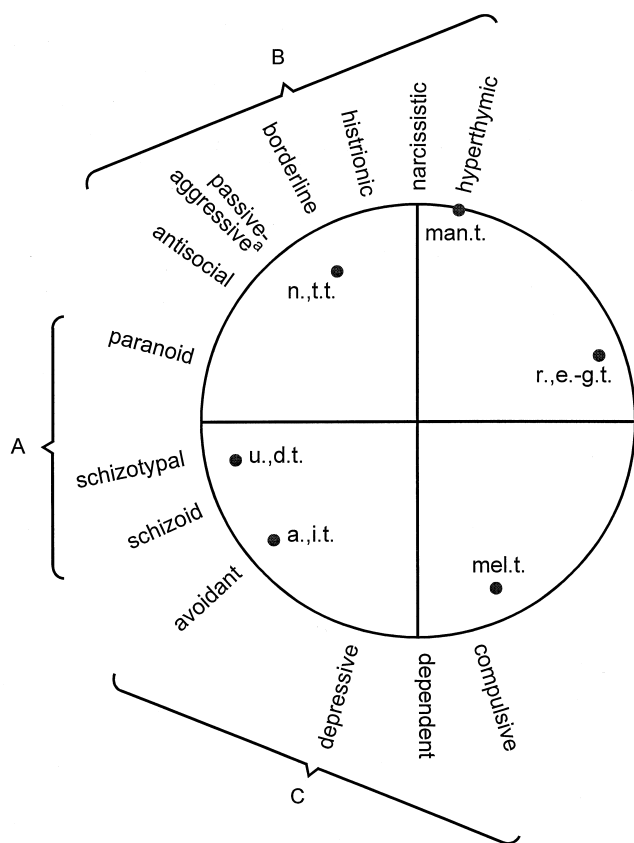 B
hyperthymic
narcissistic
histrionic
borderline
passive-
aggressive a
antisocial
man.t.
n.,t.t.
paranoid
r.,e.-g.t.
A
schizotypal
u.,d.t.
schizoid
a.,i.t.
avoidant
mel.t.
depressive
dependent
compulsive
C